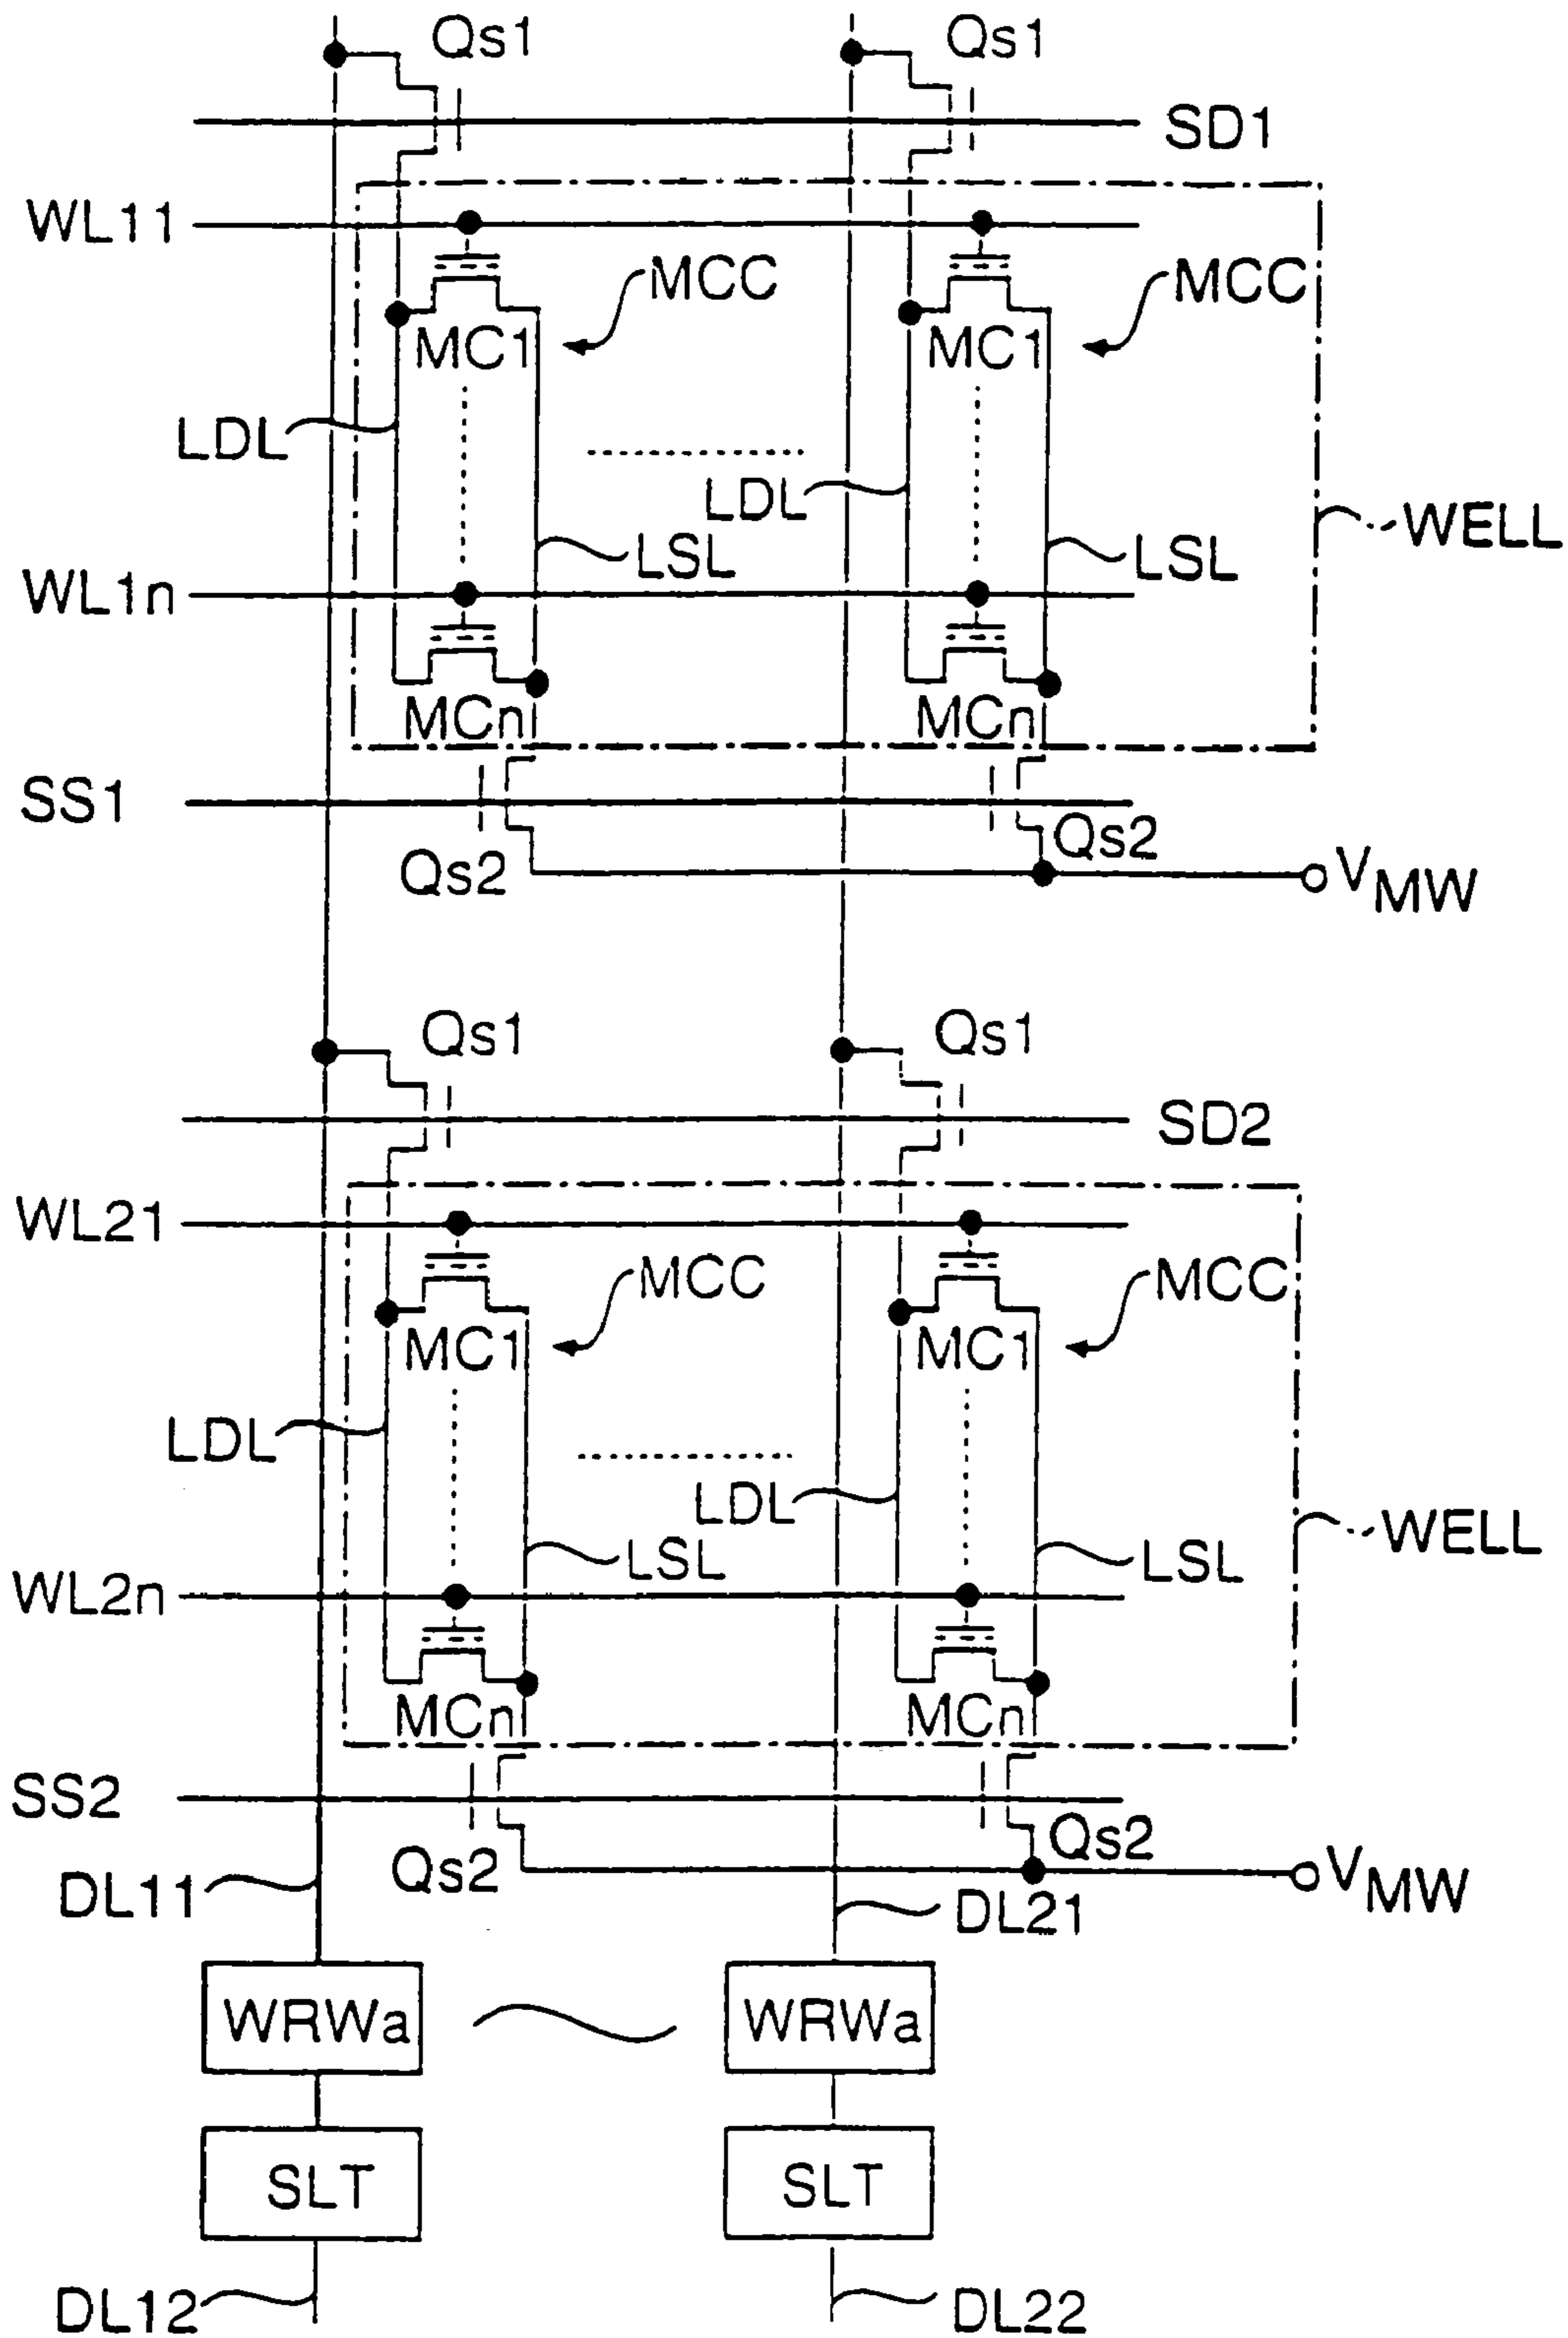 Qs1 Qs1
SD1
WL11
MCC MCC
MC1 MC1
LDL
LDL
WELL
LSL LSL
WL1n
MCn MCn
SS1
Qs2
Qs2
VMW
Qs1 Qs1
SD2
WL21
MCC MCC
MC1 MC1
LDL
LDL
WELL
LSL LSL
WL2n
MCn MCn
SS2
Qs2
Qs2
VMW
DL11
DL21
WRWa WRWa
SLT SLT
DL12 DL22